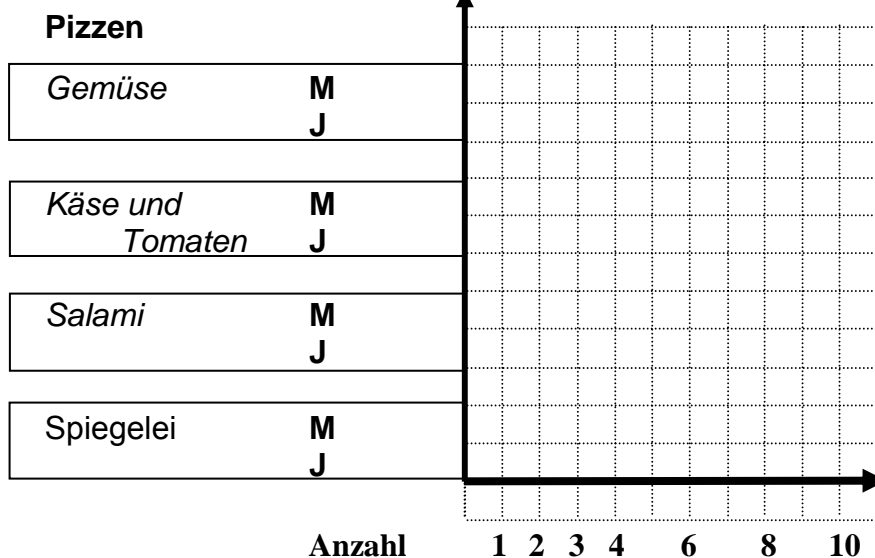 Pizzen
Gemüse M
J
Käse und M
Tomaten J
Salami M
J
Spiegelei M
J
Anzahl 1 2 3 4 6 8 10